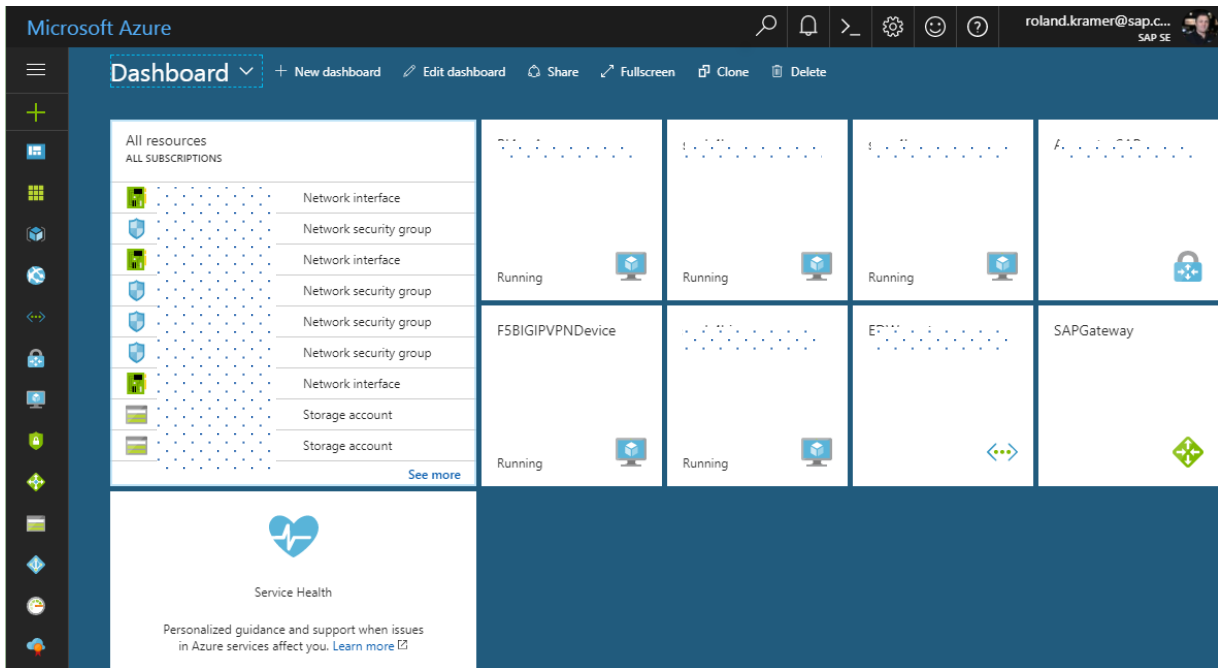 Microsoft Azure
>_
roland.kramer@sap.c...
SAP SE
Dashboard
+ New dashboard
Edit dashboard
Share
Fullscreen
Clone
Delete
All resources
ALL SUBSCRIPTIONS
Network interface
Network security group
Network interface
Network security group
Network security group
Network security group
Network interface
Storage account
Storage account
See more
Running
Running
Running
F5BIGIPVPNDevice
Running
Running
SAPGateway
Service Health
Personalized guidance and support when issues
in Azure services affect you. Learn more